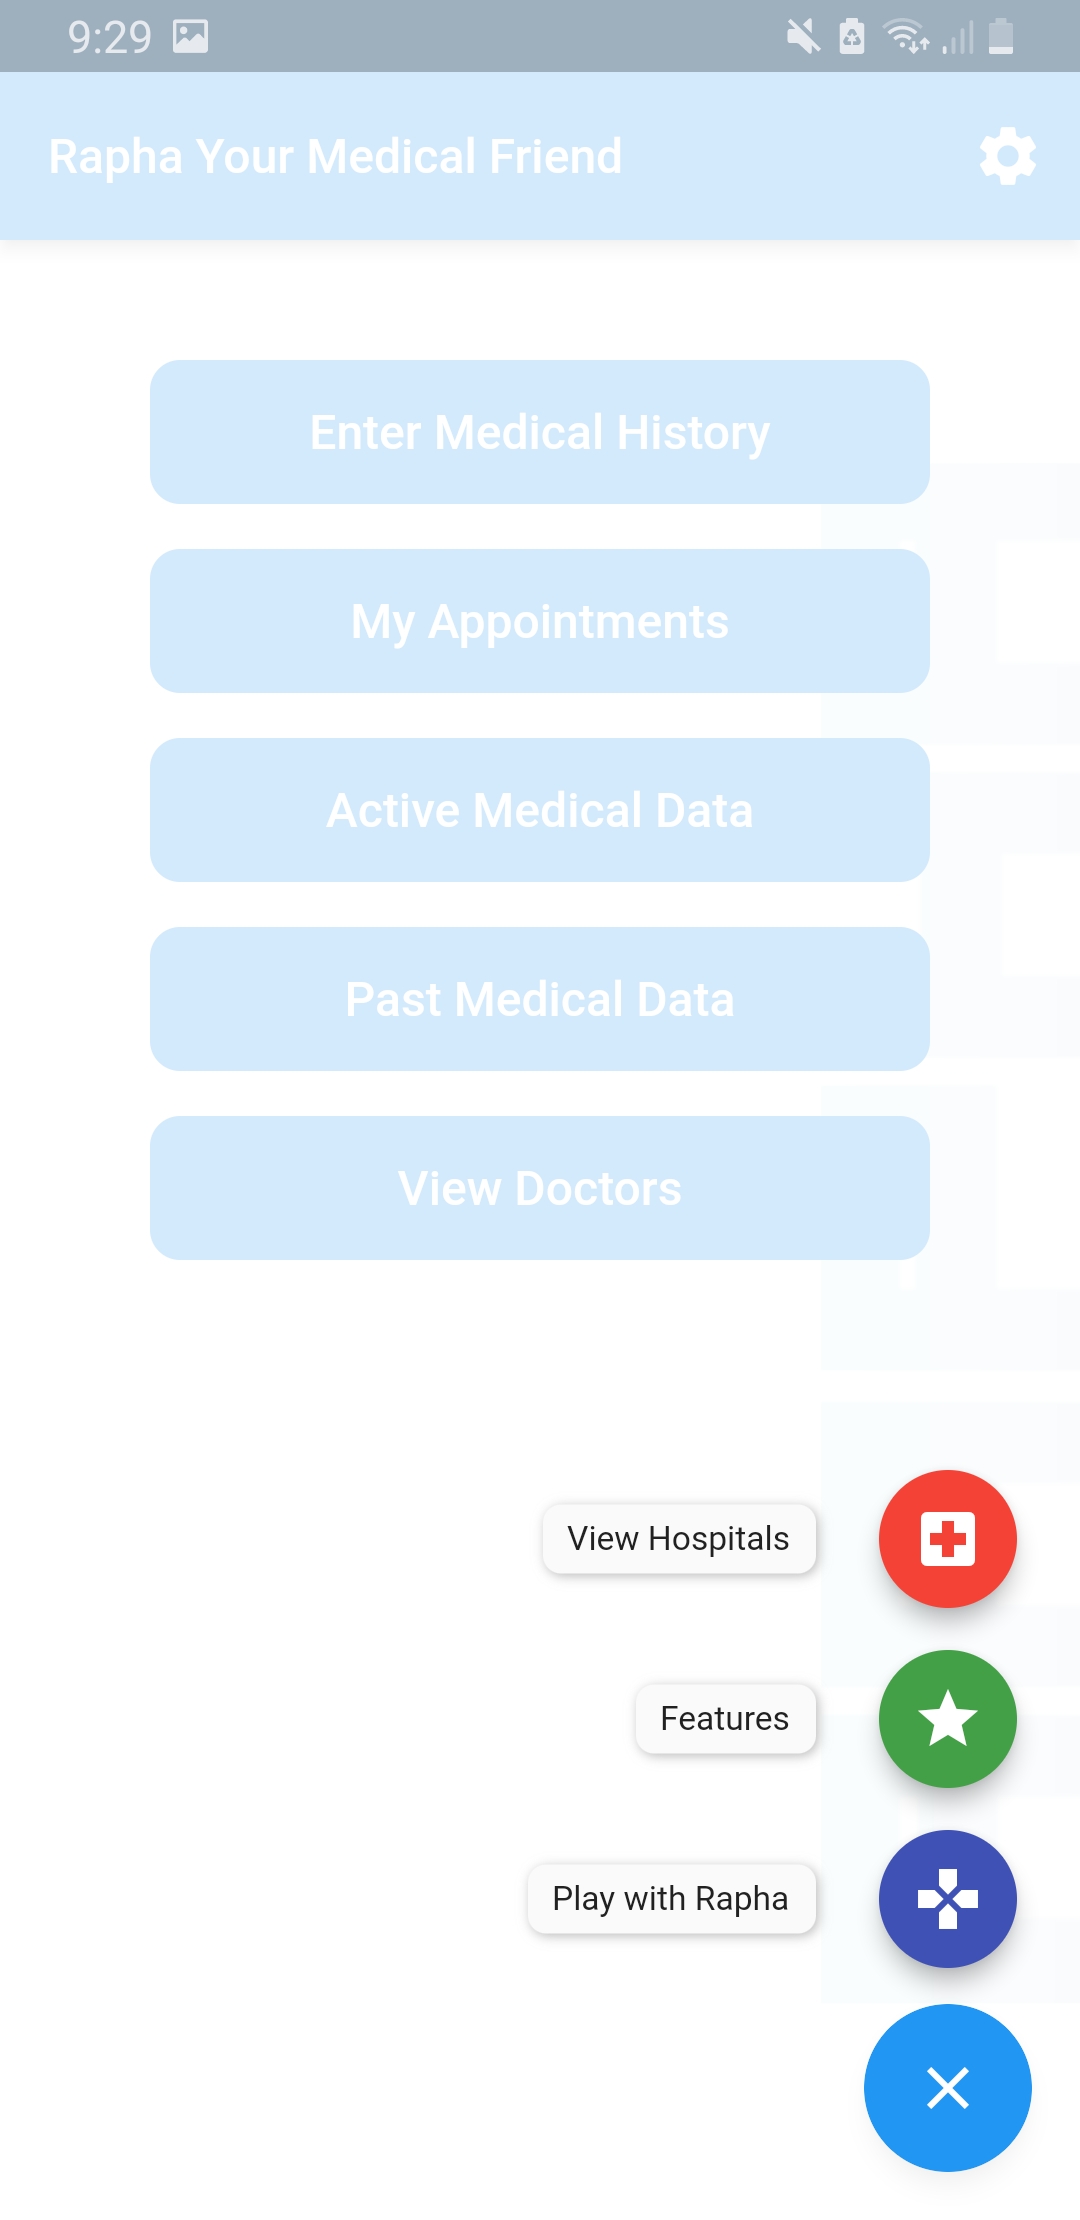 9:29
Rapha Your Medical Friend
Enter Medical History
My Appointments
Active Medical Data
Past Medical Data
View Doctors
View Hospitals
Features
Play with Rapha